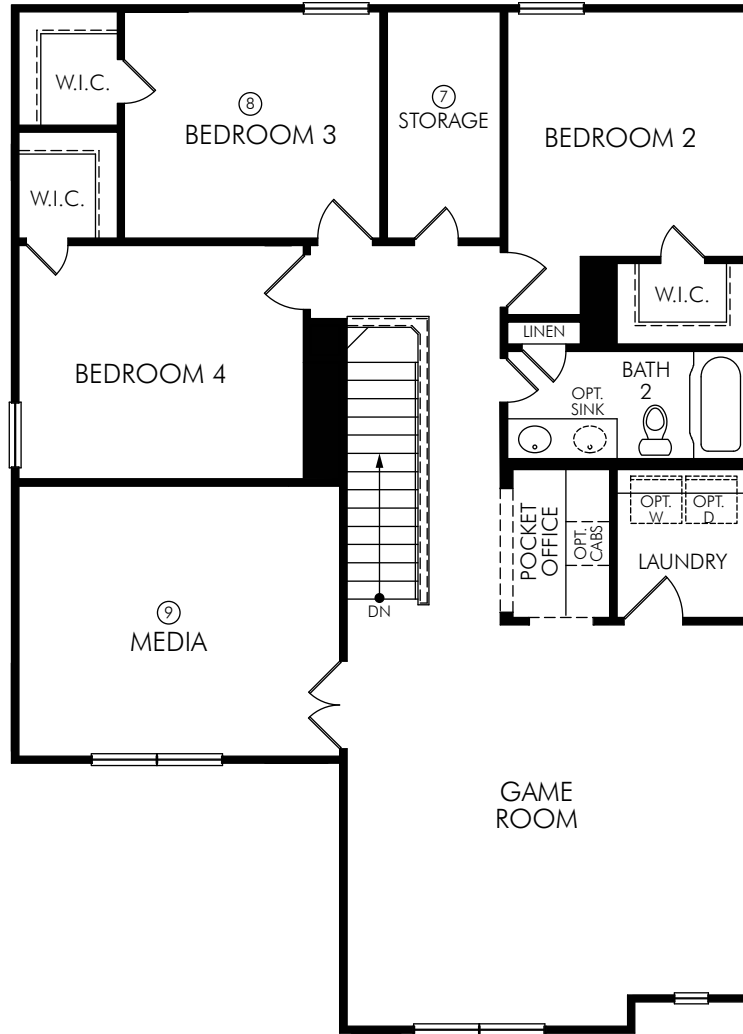 W.I.C.
8
BEDROOM 3
7
STORAGE
BEDROOM 2
W.I.C.
W.I.C.
LINEN
BEDROOM 4
BATH
2
OPT.
SINK
POCKET
OFFICE
OPT.
CABS
OPT.
W
OPT.
D
LAUNDRY
DN
9
MEDIA
GAME
ROOM